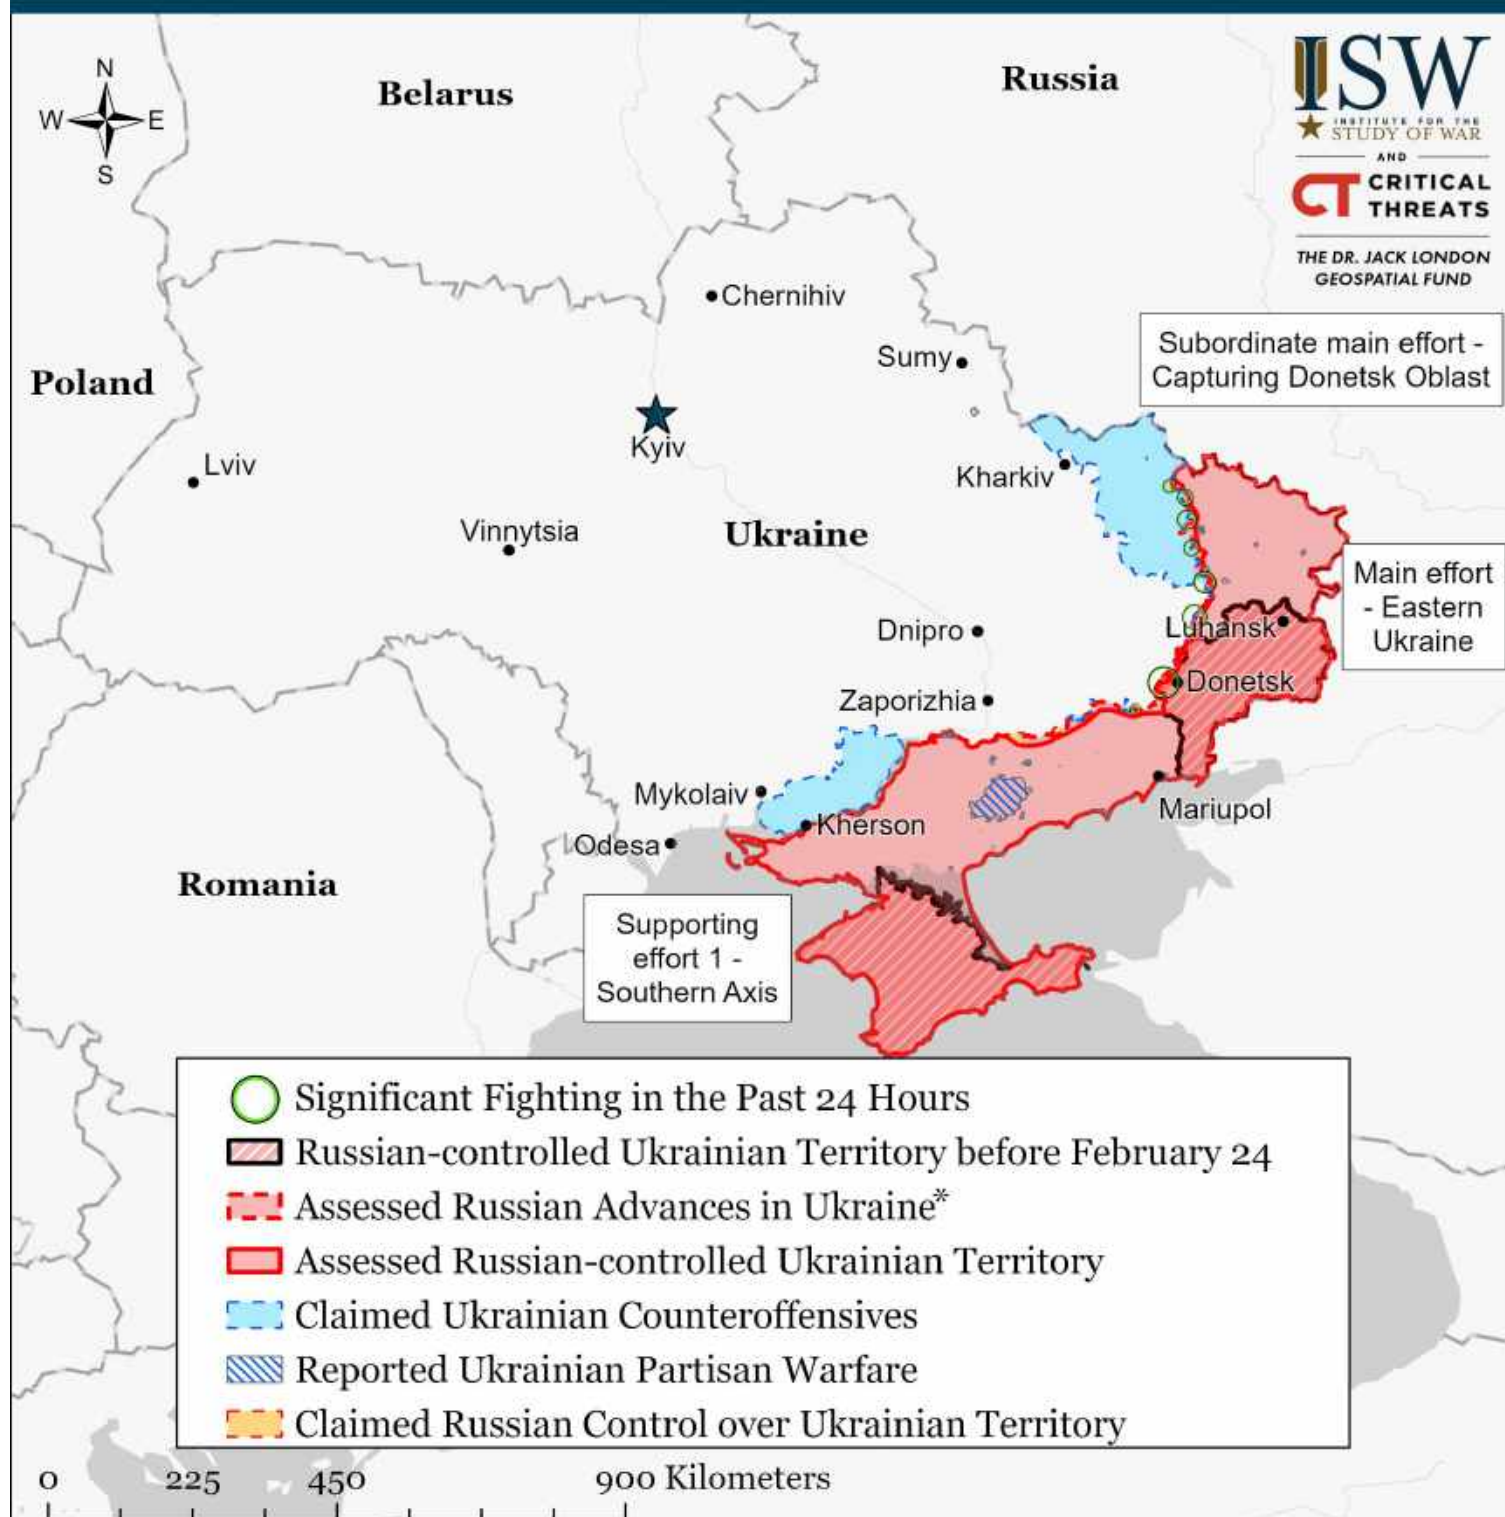 N
W
E
S
Belarus
Russia
ISW
INSTITUTE FOR THE
STUDY OF WAR
AND
CT CRITICAL
THREATS
THE DR. JACK LONDON
GEOSPATIAL FUND
Chernihiv
Subordinate main effort -
Capturing Donetsk Oblast
Sumy
Poland
Kyiv
Lviv
Kharkiv
Vinnytsia
Ukraine
Main effort
- Eastern
Ukraine
Dnipro
Luhansk
Donetsk
Zaporizhia
Mykolaiv
Mariupol
Kherson
Odesa
Romania
Supporting
effort 1 -
Southern Axis
Significant Fighting in the Past 24 Hours
Russian-controlled Ukrainian Territory before February 24
Assessed Russian Advances in Ukraine*
Assessed Russian-controlled Ukrainian Territory
Claimed Ukrainian Counteroffensives
Reported Ukrainian Partisan Warfare
Claimed Russian Control over Ukrainian Territory
0 225 450 900 Kilometers